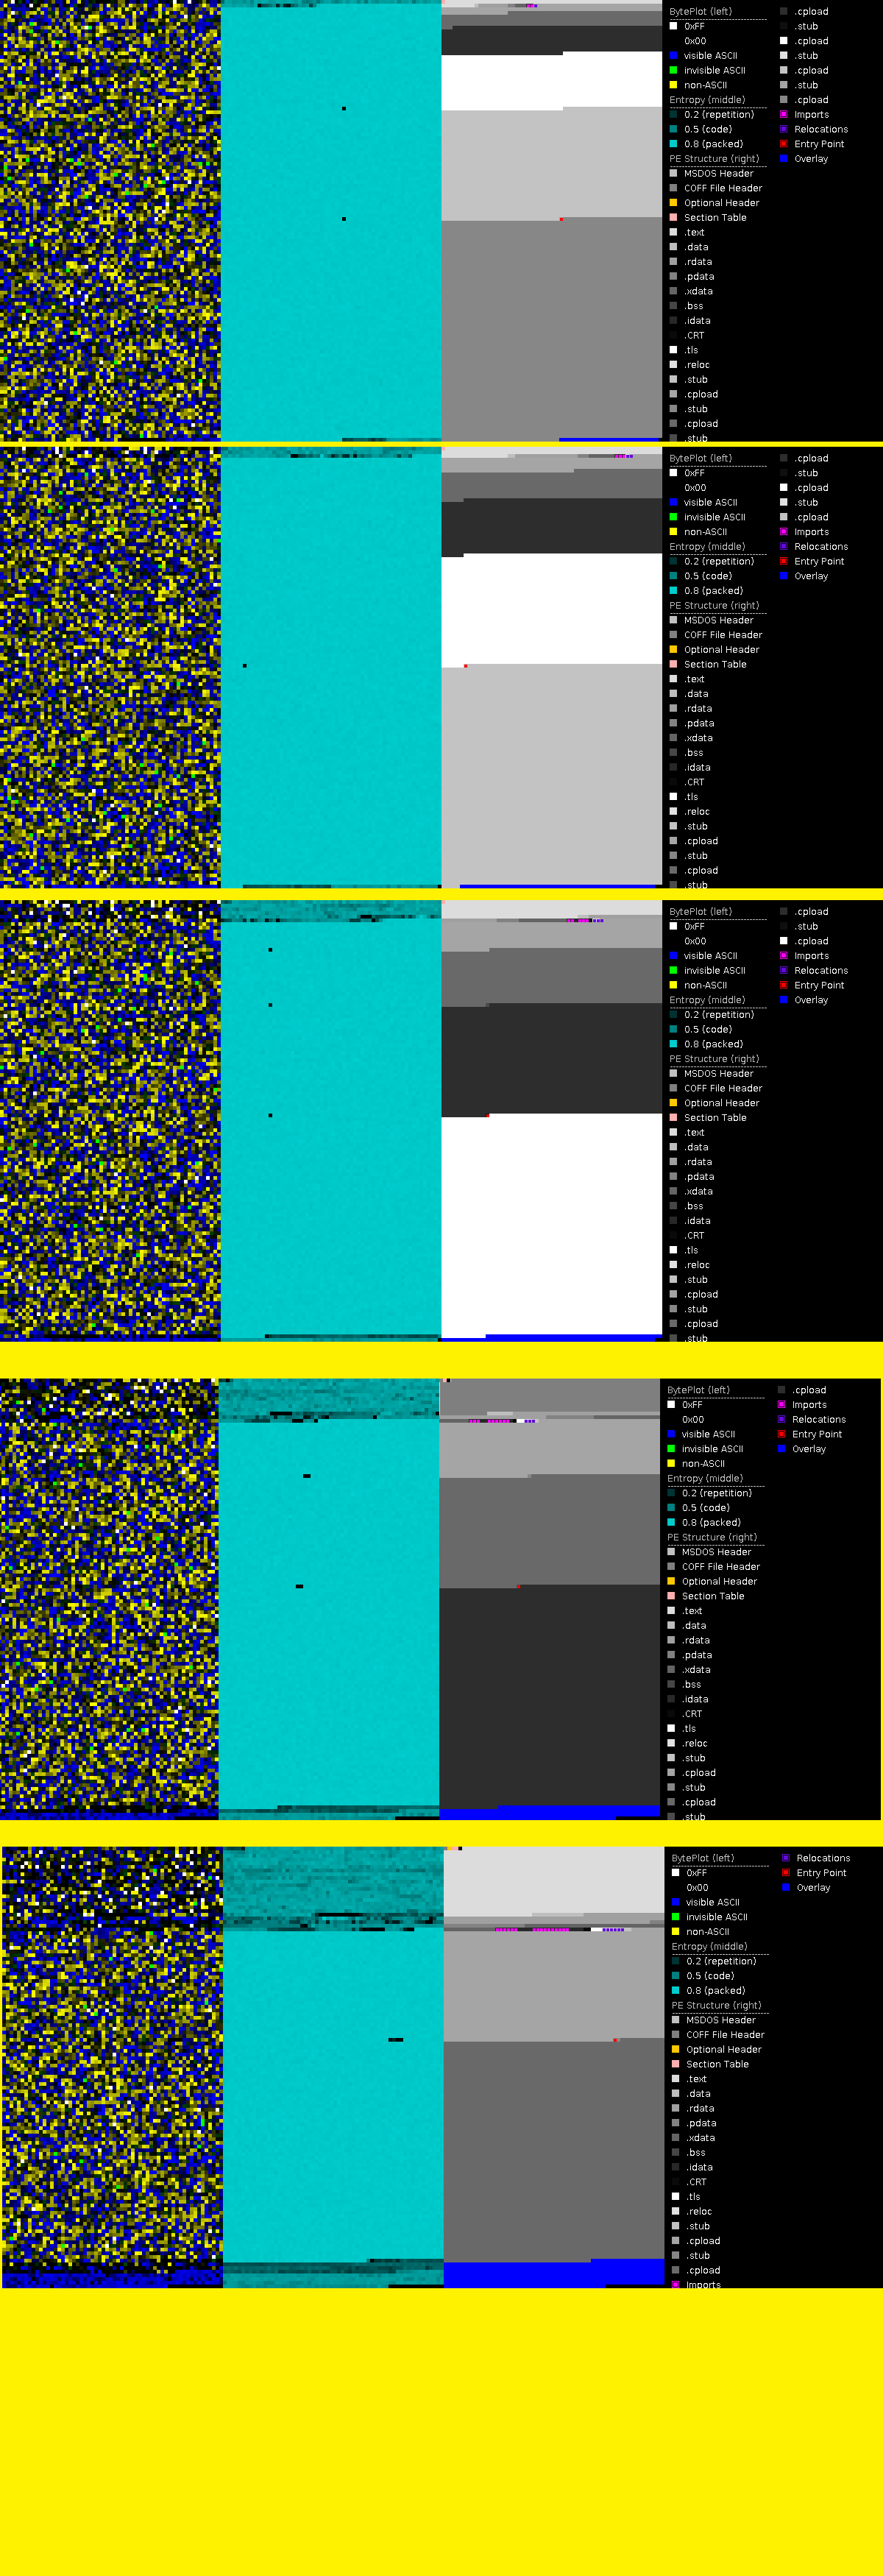 BytePlot (left)
0xFF
0x00
visible ASCII
invisible ASCII
non-ASCII
Entropy (middle)
0.2 (repetition)
0.5 (code)
0.8 (packed)
PE Structure (right)
MSDOS Header
COFF File Header
Optional Header
Section Table
.text
.data
.rdata
.pdata
.xdata
.bss
.idata
.CRT
.tls
.reloc
.stub
.cpload
.stub
.cpload
.stub
.cpload
.stub
.cpload
.stub
.cpload
.stub
.cpload
Imports
Relocations
Entry Point
Overlay
BytePlot (left)
0xFF
0x00
visible ASCII
invisible ASCII
non-ASCII
Entropy (middle)
0.2 (repetition)
0.5 (code)
0.8 (packed)
PE Structure (right)
MSDOS Header
COFF File Header
Optional Header
Section Table
.text
.data
.rdata
.pdata
.xdata
.bss
.idata
.CRT
.tls
.reloc
.stub
.cpload
.stub
.cpload
.stub
.cpload
.stub
.cpload
.stub
.cpload
Imports
Relocations
Entry Point
Overlay
BytePlot (left)
0xFF
0x00
visible ASCII
invisible ASCII
non-ASCII
Entropy (middle)
0.2 (repetition)
0.5 (code)
0.8 (packed)
PE Structure (right)
MSDOS Header
COFF File Header
Optional Header
Section Table
.text
.data
.rdata
.pdata
.xdata
.bss
.idata
.CRT
.tls
.reloc
.stub
.cpload
.stub
.cpload
.stub
.cpload
.stub
.cpload
Imports
Relocations
Entry Point
Overlay
BytePlot (left)
0xFF
0x00
visible ASCII
invisible ASCII
non-ASCII
Entropy (middle)
0.2 (repetition)
0.5 (code)
0.8 (packed)
PE Structure (right)
MSDOS Header
COFF File Header
Optional Header
Section Table
.text
.data
.rdata
.pdata
.xdata
.bss
.idata
.CRT
.tls
.reloc
.stub
.cpload
.stub
.cpload
.stub
.cpload
Imports
Relocations
Entry Point
Overlay
BytePlot (left)
0xFF
0x00
visible ASCII
invisible ASCII
non-ASCII
Entropy (middle)
0.2 (repetition)
0.5 (code)
0.8 (packed)
PE Structure (right)
MSDOS Header
COFF File Header
Optional Header
Section Table
.text
.data
.rdata
.pdata
.xdata
.bss
.idata
.CRT
.tls
.reloc
.stub
.cpload
.stub
.cpload
Imports
Relocations
Entry Point
Overlay